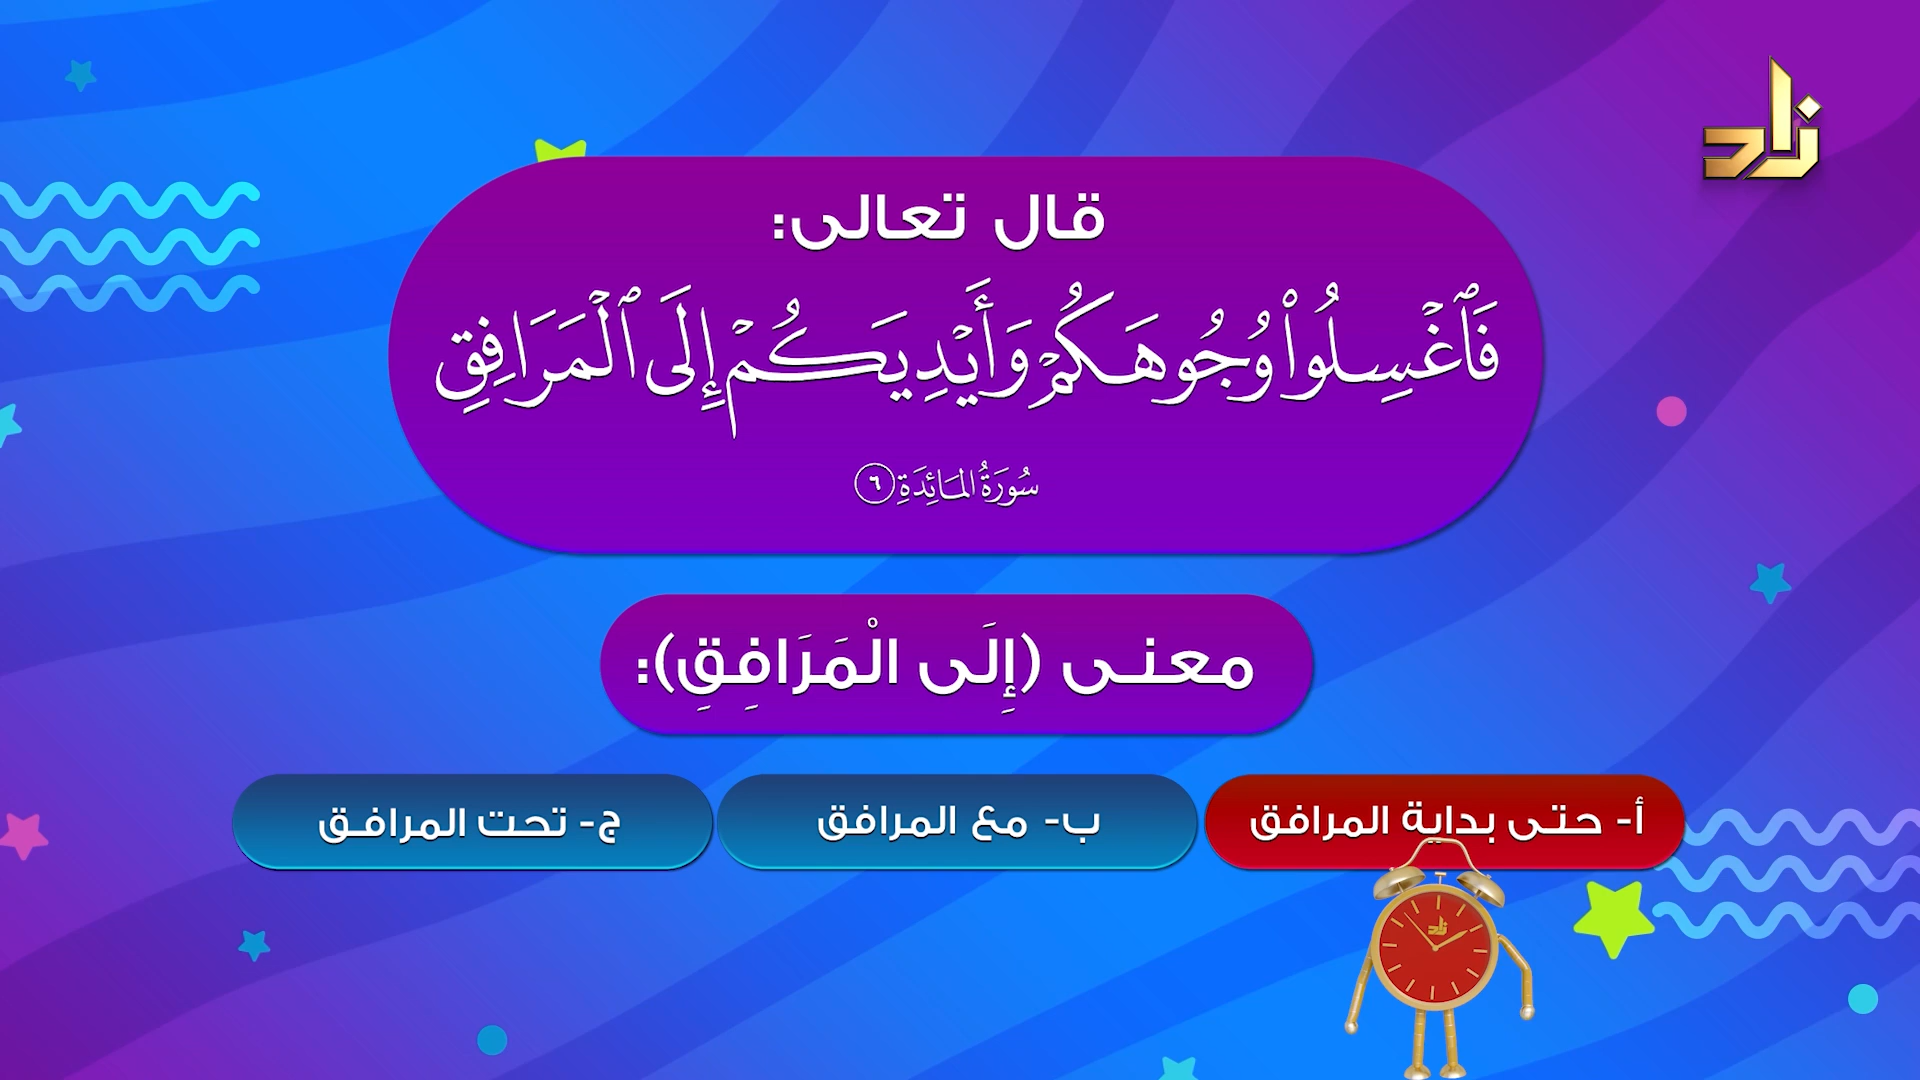 زاد
قال تعالى:
فَٱغۡسِلُواْ وُجُوهَكُمۡ وَأَيۡدِيَكُمۡ إِلَى ٱلۡمَرَافِقِ
سُورَةُ المَائِدَةِ ٦
معنى (إِلَى الْمَرَافِقِ):
أ- حتى بداية المرافق
ب- مع المرافق
ج- تحت المرافق
زاد